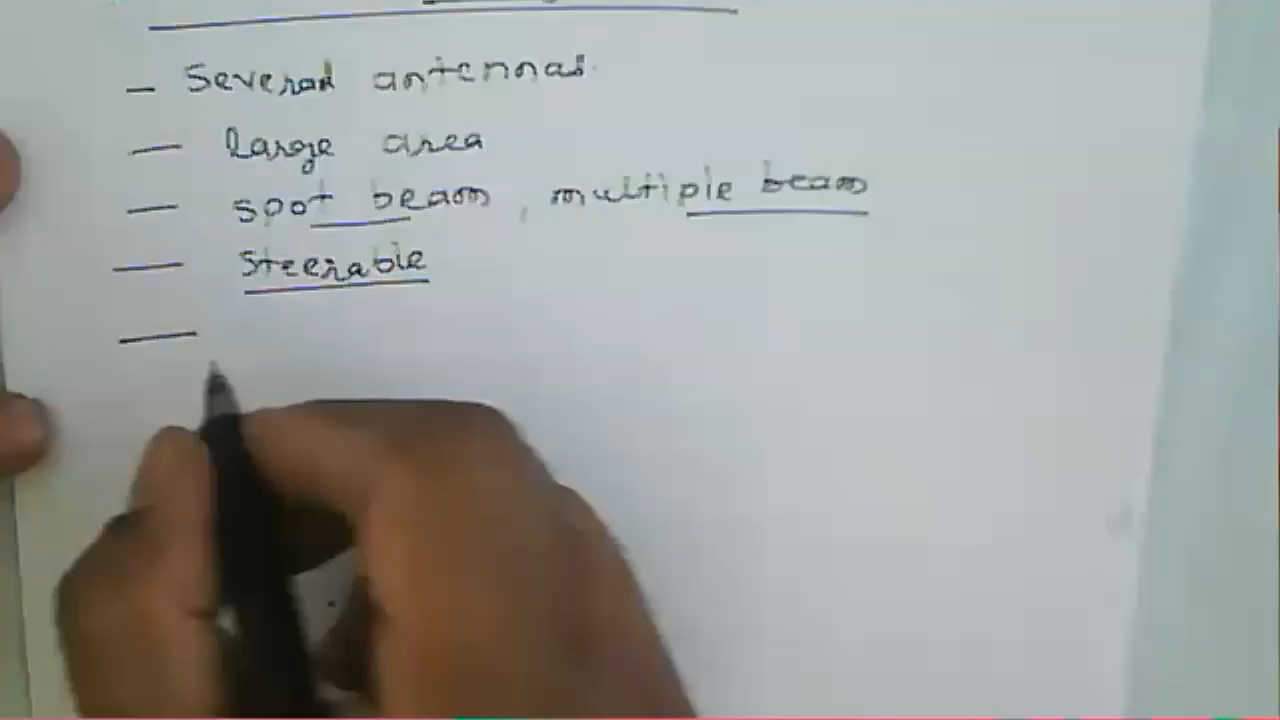 - Several antennas.
- large area
- spot beam, multiple beam
- Steerable
-